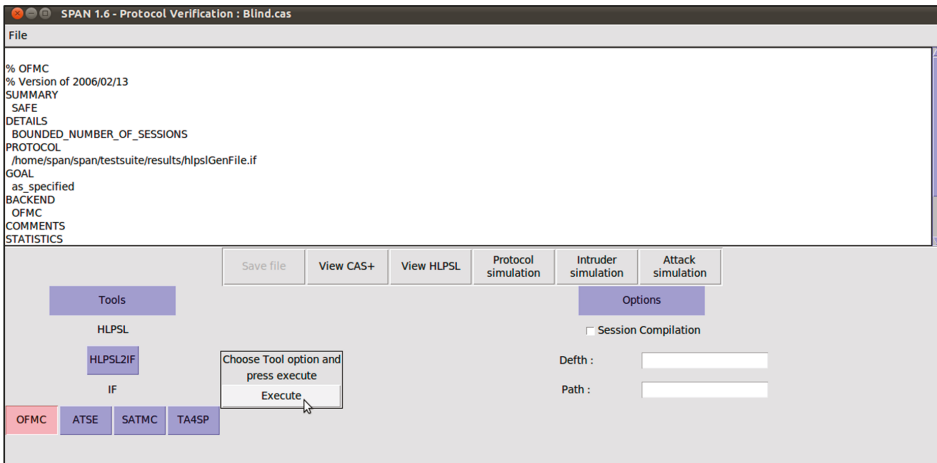 SPAN 1.6 - Protocol Verification : Blind.cas
File
% OFMC
% Version of 2006/02/13
SUMMARY
SAFE
DETAILS
BOUNDED_NUMBER_OF_SESSIONS
PROTOCOL
/home/span/span/testsuite/results/hlpslGenFile.if
GOAL
as_specified
BACKEND
OFMC
COMMENTS
STATISTICS
Save file
View CAS+
View HLPSL
Protocol
simulation
Intruder
simulation
Attack
simulation
Tools
Options
HLPSL
Session Compilation
HLPSL2IF
Choose Tool option and
press execute
Execute
Defth :
IF
Path :
OFMC
ATSE
SATMC
TA4SP